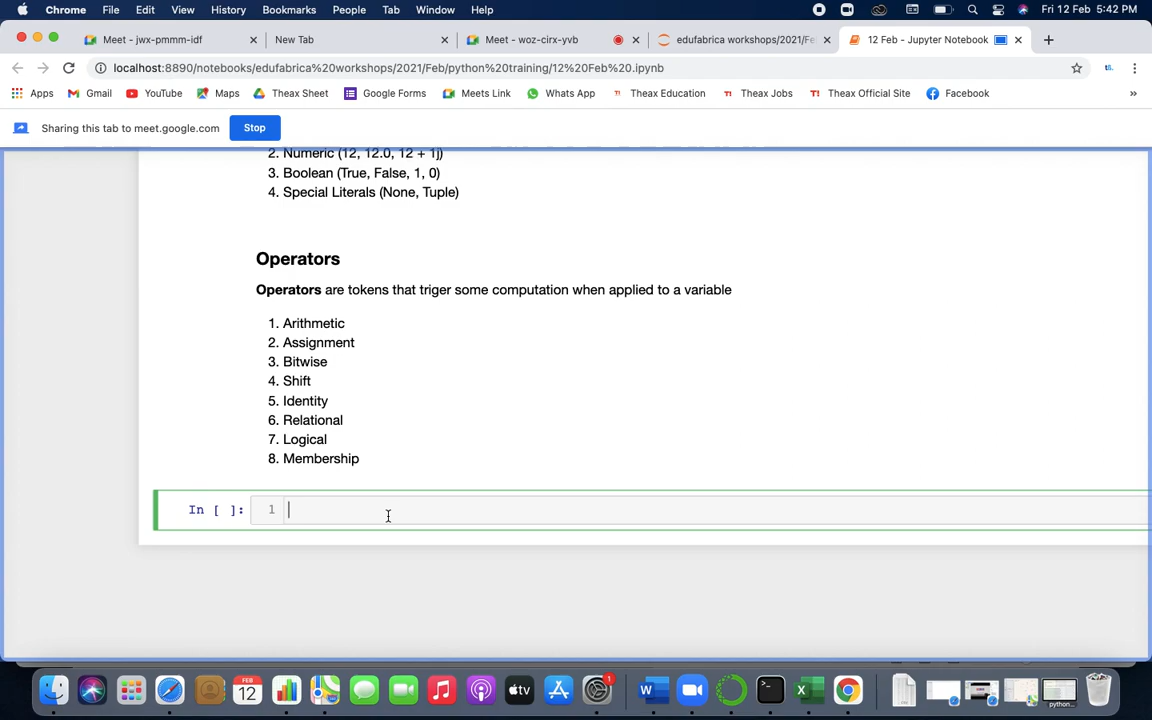 Chrome File Edit View History Bookmarks People Tab Window Help Fri 12 Feb 5:42 PM
Meet - jwx-pmmm-idf New Tab Meet - woz-cirx-yvb edufabrica workshops/2021/Fe 12 Feb - Jupyter Notebook
localhost:8890/notebooks/edufabrica%20workshops/2021/Feb/python%20training/12%20Feb%20.ipynb
Apps Gmail YouTube Maps Theax Sheet Google Forms Meets Link Whats App Theax Education Theax Jobs Theax Official Site Facebook »
Sharing this tab to meet.google.com Stop
2. Numeric (12, 12.0, 12 + 1j)
3. Boolean (True, False, 1, 0)
4. Special Literals (None, Tuple)
Operators
Operators are tokens that triger some computation when applied to a variable
1. Arithmetic
2. Assignment
3. Bitwise
4. Shift
5. Identity
6. Relational
7. Logical
8. Membership
In [ ]: 1
FEB
12
tv
1
W
X
python...